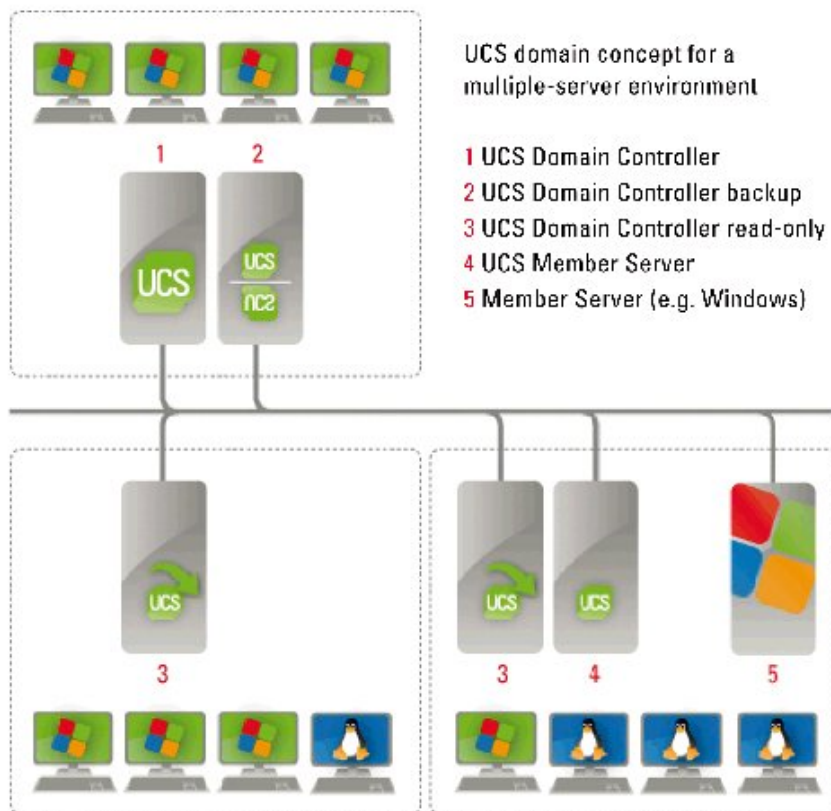 UCS domain concept for a
multiple-server environment
1 UCS Domain Controller
2 UCS Domain Controller backup
3 UCS Domain Controller read-only
4 UCS Member Server
5 Member Server (e.g. Windows)
1 2
UCS
UCS
UCS
UCS
UCS
UCS
3
3 4 5